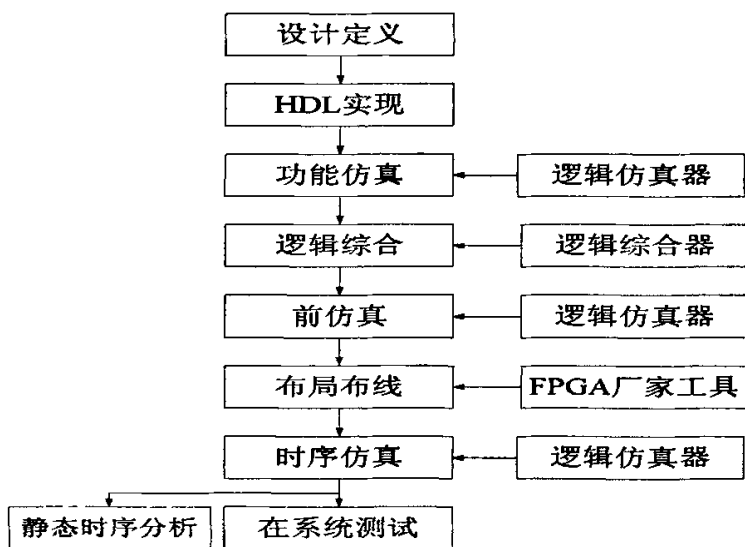 设计定义
HDL实现
功能仿真
逻辑仿真器
逻辑综合
逻辑综合器
前仿真
逻辑仿真器
布局布线
FPGA厂家工具
时序仿真
逻辑仿真器
静态时序分析
在系统测试